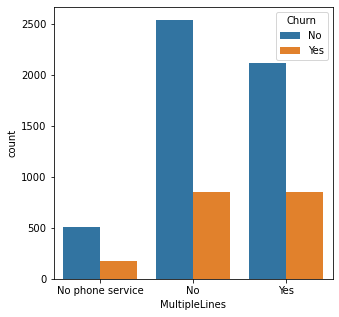 Churn
No
Yes
2500
2000
1500
1000
500
0
count
No phone service No Yes
MultipleLines